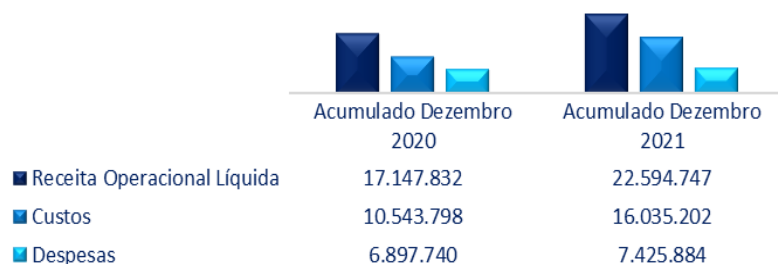 Acumulado Dezembro 2020
Acumulado Dezembro 2021
Receita Operacional Líquida 17.147.832 22.594.747
Custos 10.543.798 16.035.202
Despesas 6.897.740 7.425.884